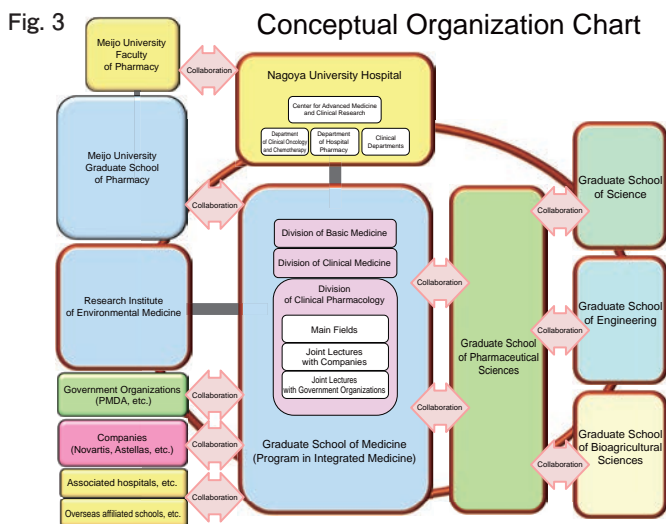 Fig. 3
Conceptual Organization Chart
Meijo University
Faculty
of Pharmacy
Collaboration
Nagoya University Hospital
Center for Advanced Medicine
and Clinical Research
Department
of Clinical Oncology
and Chemotherapy
Department
of Hospital
Pharmacy
Clinical
Departments
Meijo University
Graduate School
of Pharmacy
Collaboration
Graduate School
of Science
Collaboration
Division of Basic Medicine
Division of Clinical Medicine
Division
of Clinical Pharmacology
Main Fields
Joint Lectures
with Companies
Joint Lectures
with Government Organizations
Graduate School of Medicine
(Program in Integrated Medicine)
Collaboration
Collaboration
Graduate School
of Pharmaceutical
Sciences
Research Institute
of Environmental Medicine
Graduate School
of Engineering
Collaboration
Government Organizations
(PMDA, etc.)
Collaboration
Companies
(Novartis, Astellas, etc.)
Collaboration
Associated hospitals, etc.
Overseas affiliated schools, etc.
Collaboration
Graduate School
of Bioagricultural
Sciences
Collaboration